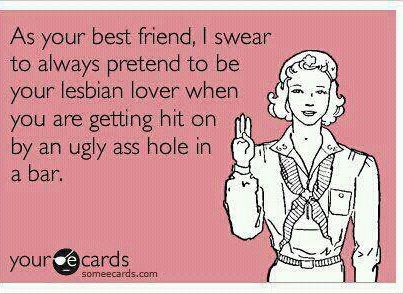 As your best friend, I swear
to always pretend to be
your lesbian lover when
you are getting hit on
by an ugly ass hole in
a bar.
your e cards
someecards.com